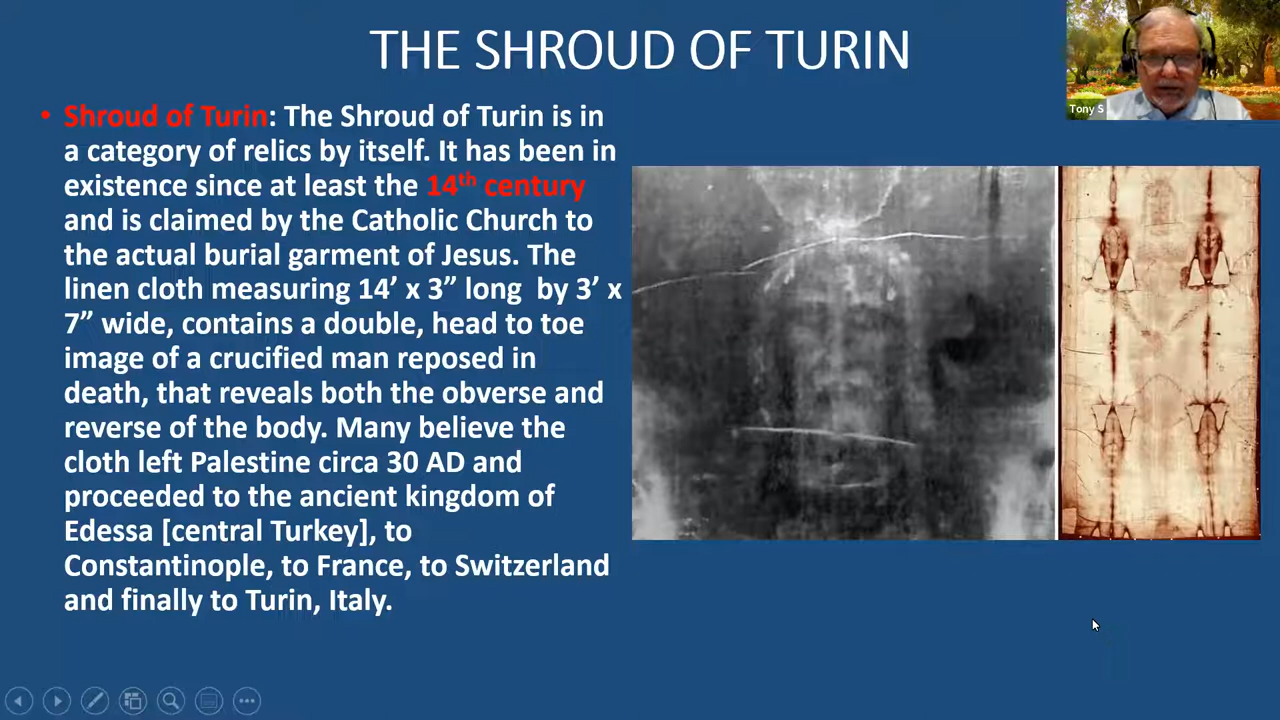 THE SHROUD OF TURIN
Tony S
• Shroud of Turin: The Shroud of Turin is in
a category of relics by itself. It has been in
existence since at least the 14th century
and is claimed by the Catholic Church to
the actual burial garment of Jesus. The
linen cloth measuring 14’ x 3” long  by 3’ x
7” wide, contains a double, head to toe
image of a crucified man reposed in
death, that reveals both the obverse and
reverse of the body. Many believe the
cloth left Palestine circa 30 AD and
proceeded to the ancient kingdom of
Edessa [central Turkey], to
Constantinople, to France, to Switzerland
and finally to Turin, Italy.